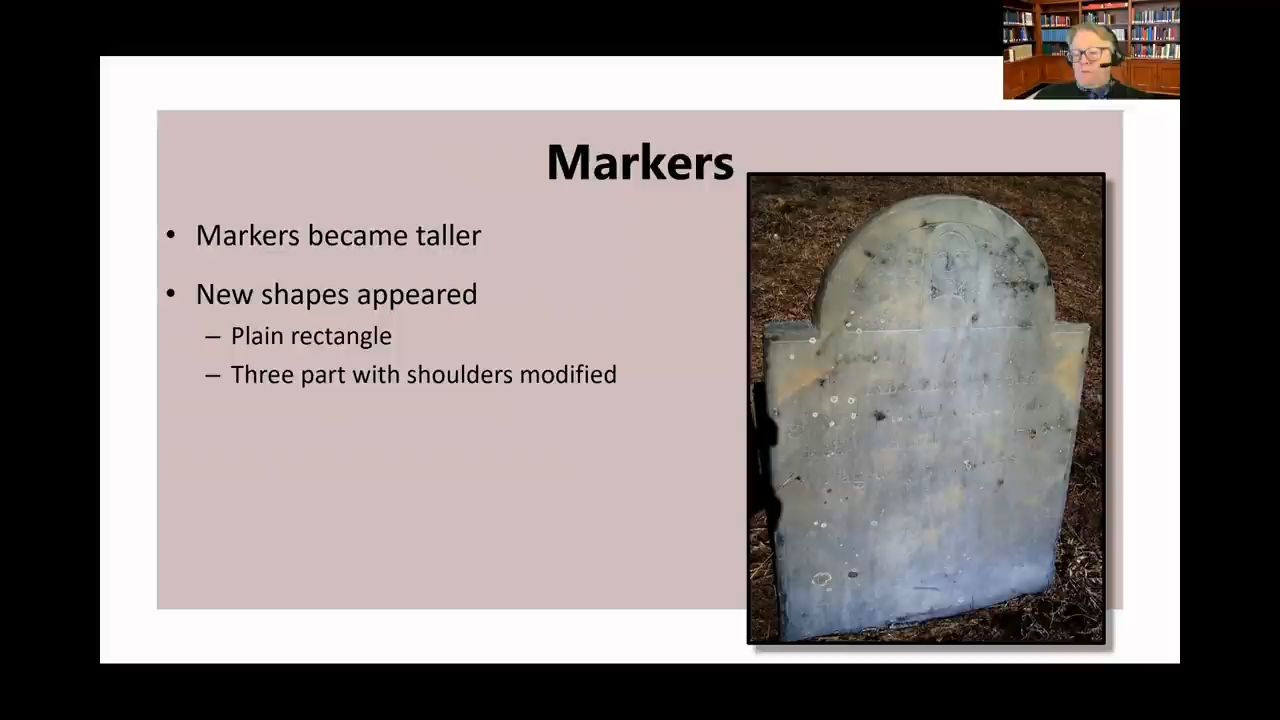 Markers
• Markers became taller
• New shapes appeared
– Plain rectangle
– Three part with shoulders modified